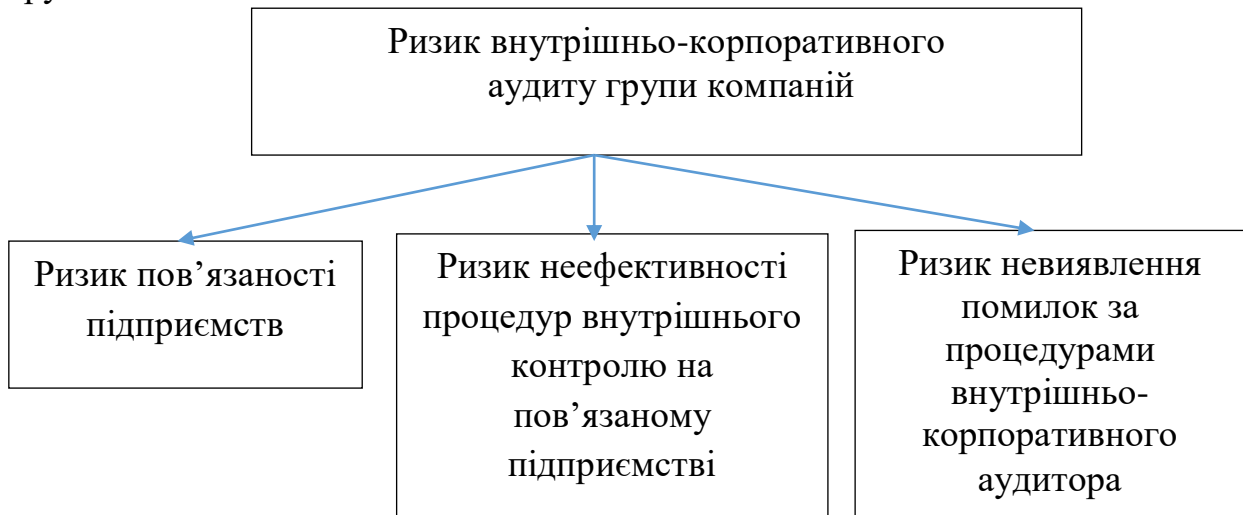 Ризик внутрішньо-корпоративного
аудиту групи компаній
Ризик пов’язаності
підприємств
Ризик неефективності
процедур внутрішнього
контролю на
пов’язаному
підприємстві
Ризик невиявлення
помилок за
процедурами
внутрішньо-
корпоративного
аудитора